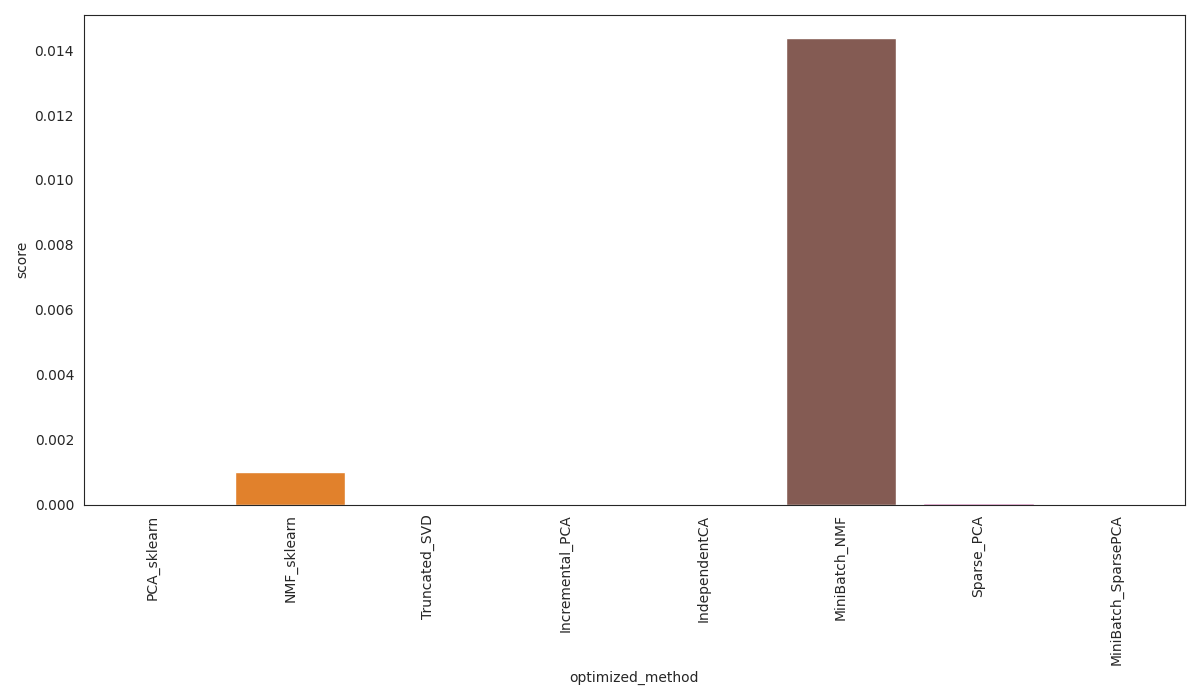 score
0.014
0.012
0.010
0.008
0.006
0.004
0.002
0.000
PCA_sklearn
NMF_sklearn
Truncated_SVD
Incremental_PCA
IndependentCA
MiniBatch_NMF
Sparse_PCA
MiniBatch_SparsePCA
optimized_method